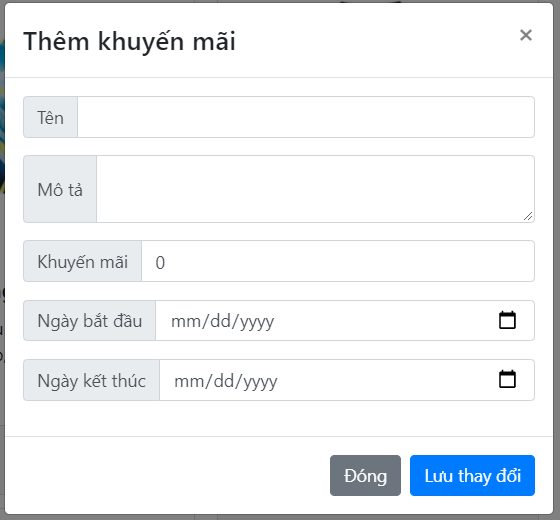 Thêm khuyến mãi ×
Tên
Mô tả
Khuyến mãi 0
Ngày bắt đầu mm/dd/yyyy
Ngày kết thúc mm/dd/yyyy
Đóng Lưu thay đổi